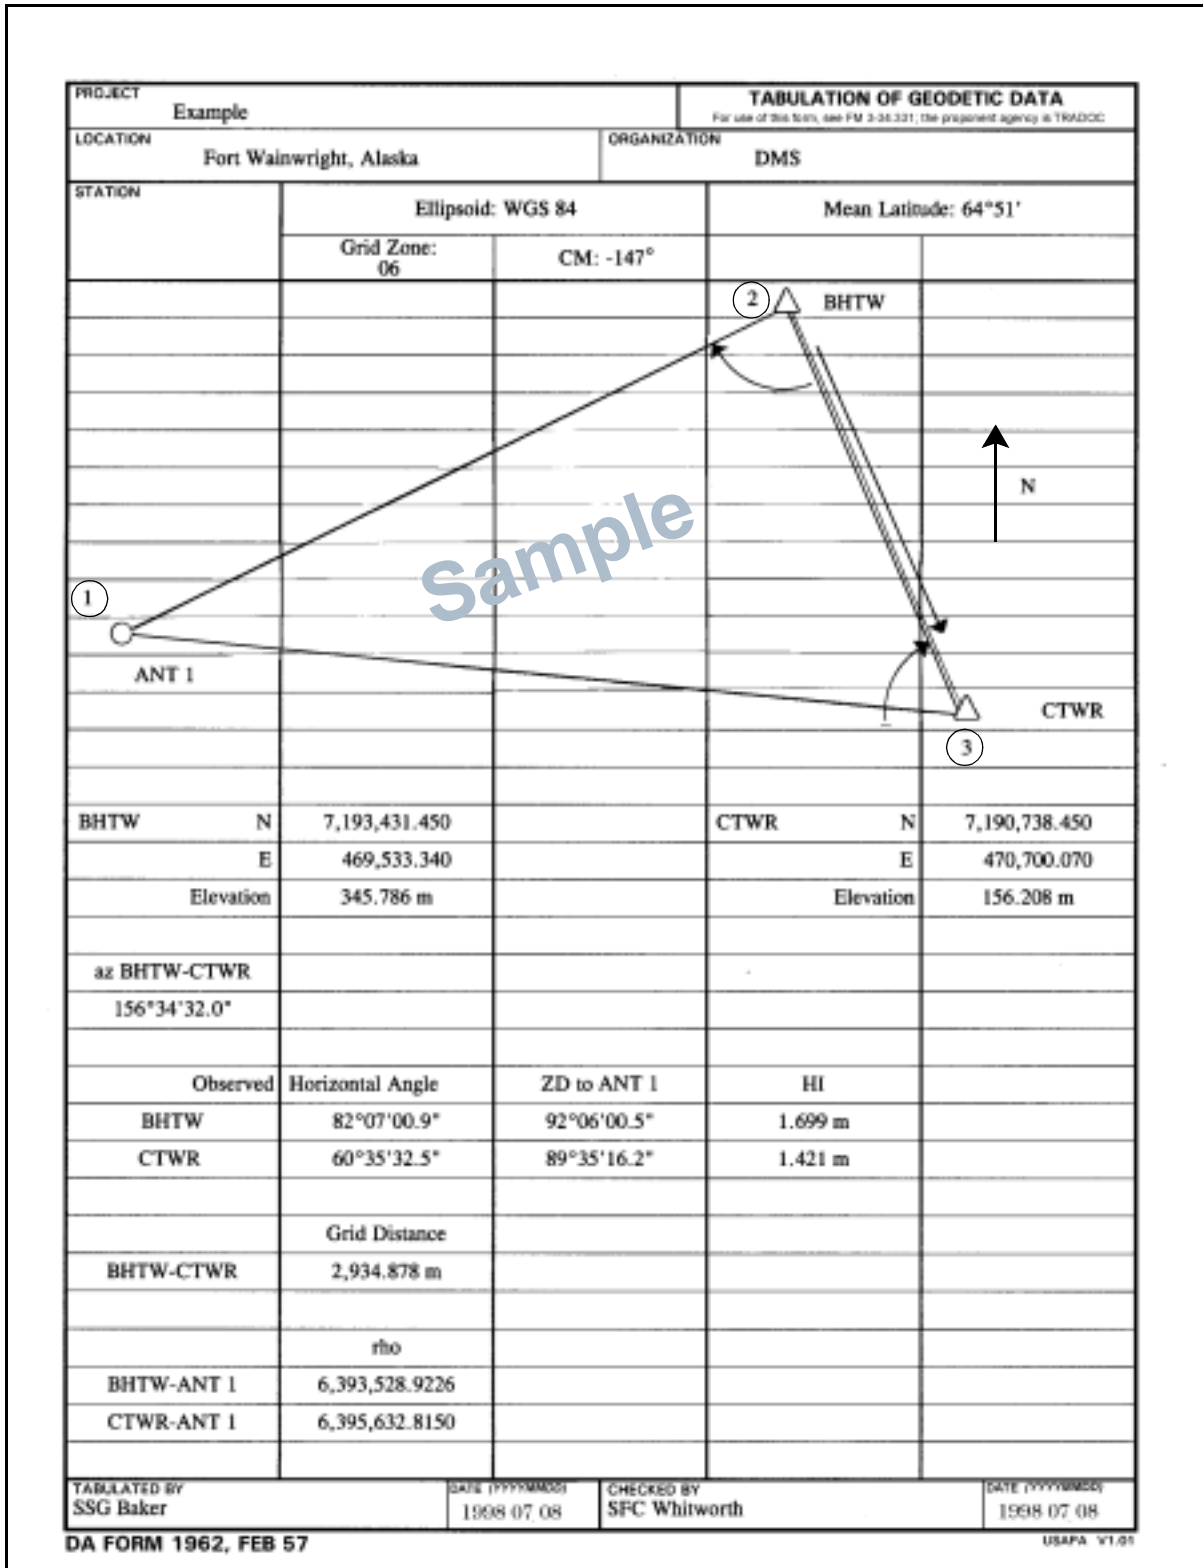 PROJECT
Example
TABULATION OF GEODETIC DATA
For use of this form, see FM 3-34.331; the proponent agency is TRADOC
LOCATION
Fort Wainwright, Alaska
ORGANIZATION
DMS
STATION
Ellipsoid: WGS 84
Mean Latitude: 64°51'
Grid Zone:
06
CM: -147°
2
BHTW
N
Sample
1
ANT 1
CTWR
3
BHTW N 7,193,431.450 CTWR N 7,190,738.450
E 469,533.340 E 470,700.070
Elevation 345.786 m Elevation 156.208 m
az BHTW-CTWR
156°34'32.0"
Observed Horizontal Angle ZD to ANT 1 HI
BHTW 82°07'00.9" 92°06'00.5" 1.699 m
CTWR 60°35'32.5" 89°35'16.2" 1.421 m
Grid Distance
BHTW-CTWR 2,934.878 m
rho
BHTW-ANT 1 6,393,528.9226
CTWR-ANT 1 6,395,632.8150
TABULATED BY
SSG Baker
DATE (YYYYMMDD)
1998 07 08
CHECKED BY
SFC Whitworth
DATE (YYYYMMDD)
1998 07 08
DA FORM 1962, FEB 57
USAPA V1.01